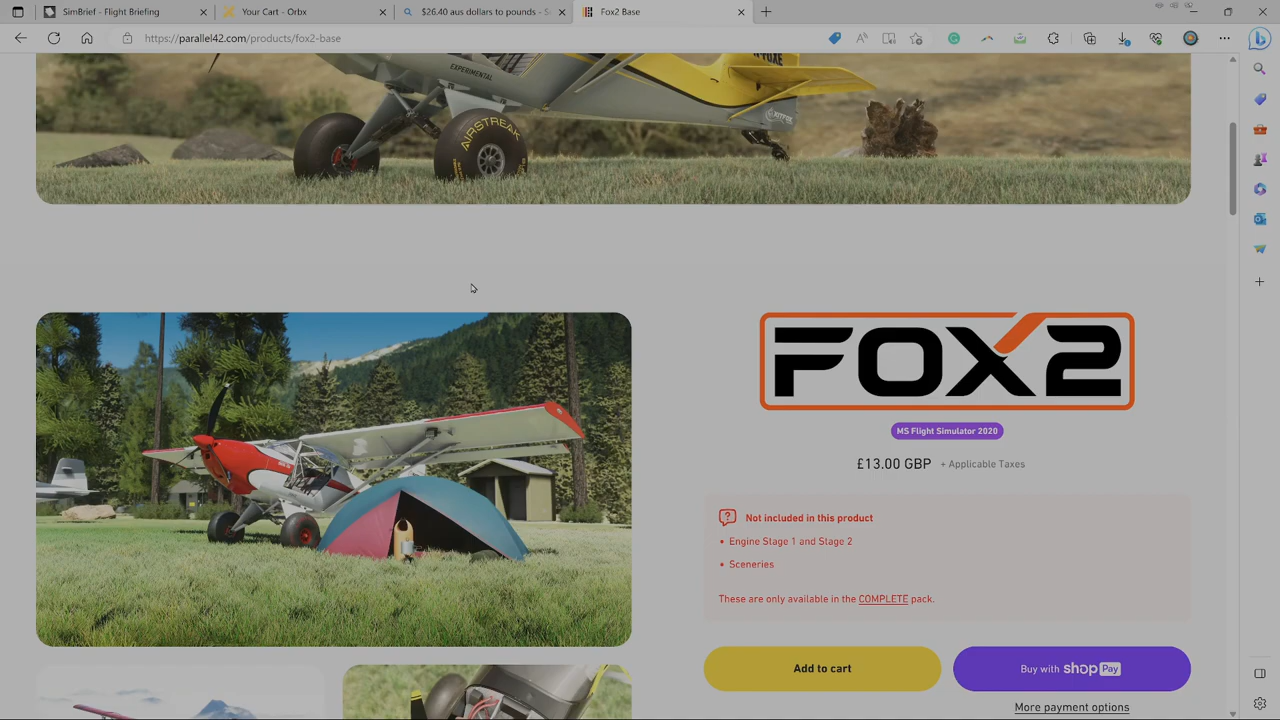 SimBrief - Flight Briefing
Your Cart - Orbx
$26.40 aus dollars to pounds - S
Fox2 Base
https://parallel42.com/products/fox2-base
EXPERIMENTAL
AIRSTREAK
KITFOX
FOX2
MS Flight Simulator 2020
£13.00 GBP + Applicable Taxes
Not included in this product
• Engine Stage 1 and Stage 2
• Sceneries
These are only available in the COMPLETE pack.
Add to cart
Buy with shop Pay
More payment options